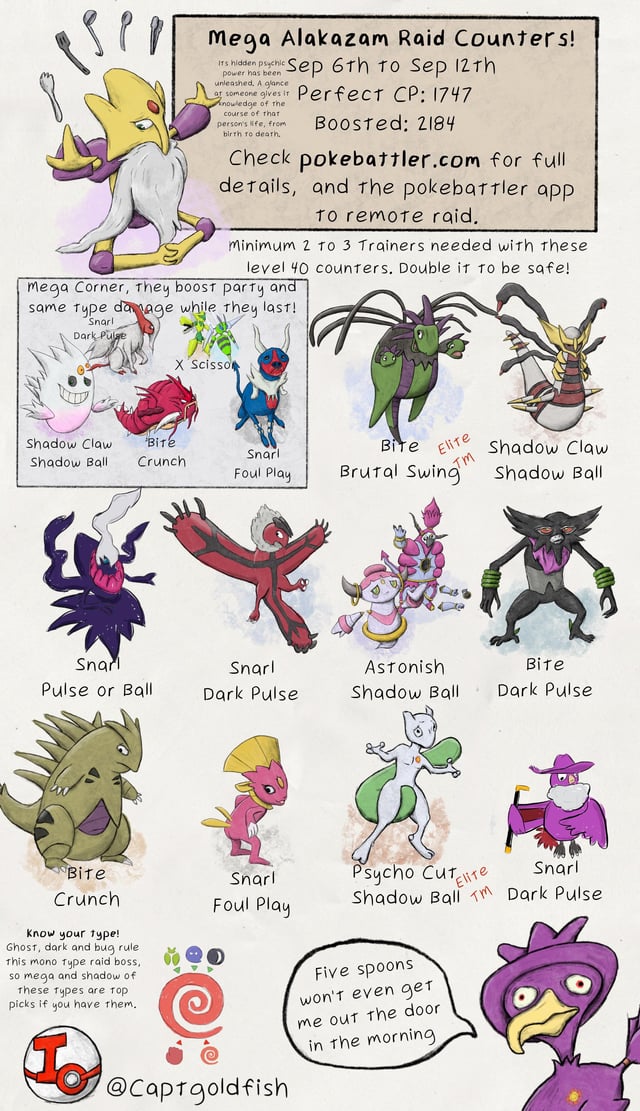 Mega Alakazam Raid Counters!
Its hidden psychic
power has been
unleashed. A glance
at someone gives it
knowledge of the
course of that
person's life, from
birth to death.
Sep 6th to Sep 12th
Perfect CP: 1747
Boosted: 2184
Check pokebattler.com for full
details, and the pokebattler app
to remote raid.
Minimum 2 to 3 Trainers needed with these
level 40 counters. Double it to be safe!
Mega Corner, they boost party and
same type damage while they last!
Snarl
Dark Pulse
X Scissor
Shadow Claw
Shadow Ball
Bite
Crunch
Snarl
Foul Play
Bite
Brutal Swing
Elite
TM
Shadow Claw
Shadow Ball
Snarl
Pulse or Ball
Snarl
Dark Pulse
Astonish
Shadow Ball
Bite
Dark Pulse
Bite
Crunch
Snarl
Foul Play
Psycho Cut
Shadow Ball
Elite
TM
Snarl
Dark Pulse
Know your type!
Ghost, dark and bug rule
this mono type raid boss,
so mega and shadow of
these types are top
picks if you have them.
Five spoons
won't even get
me out the door
in the morning
IC
@Captgoldfish